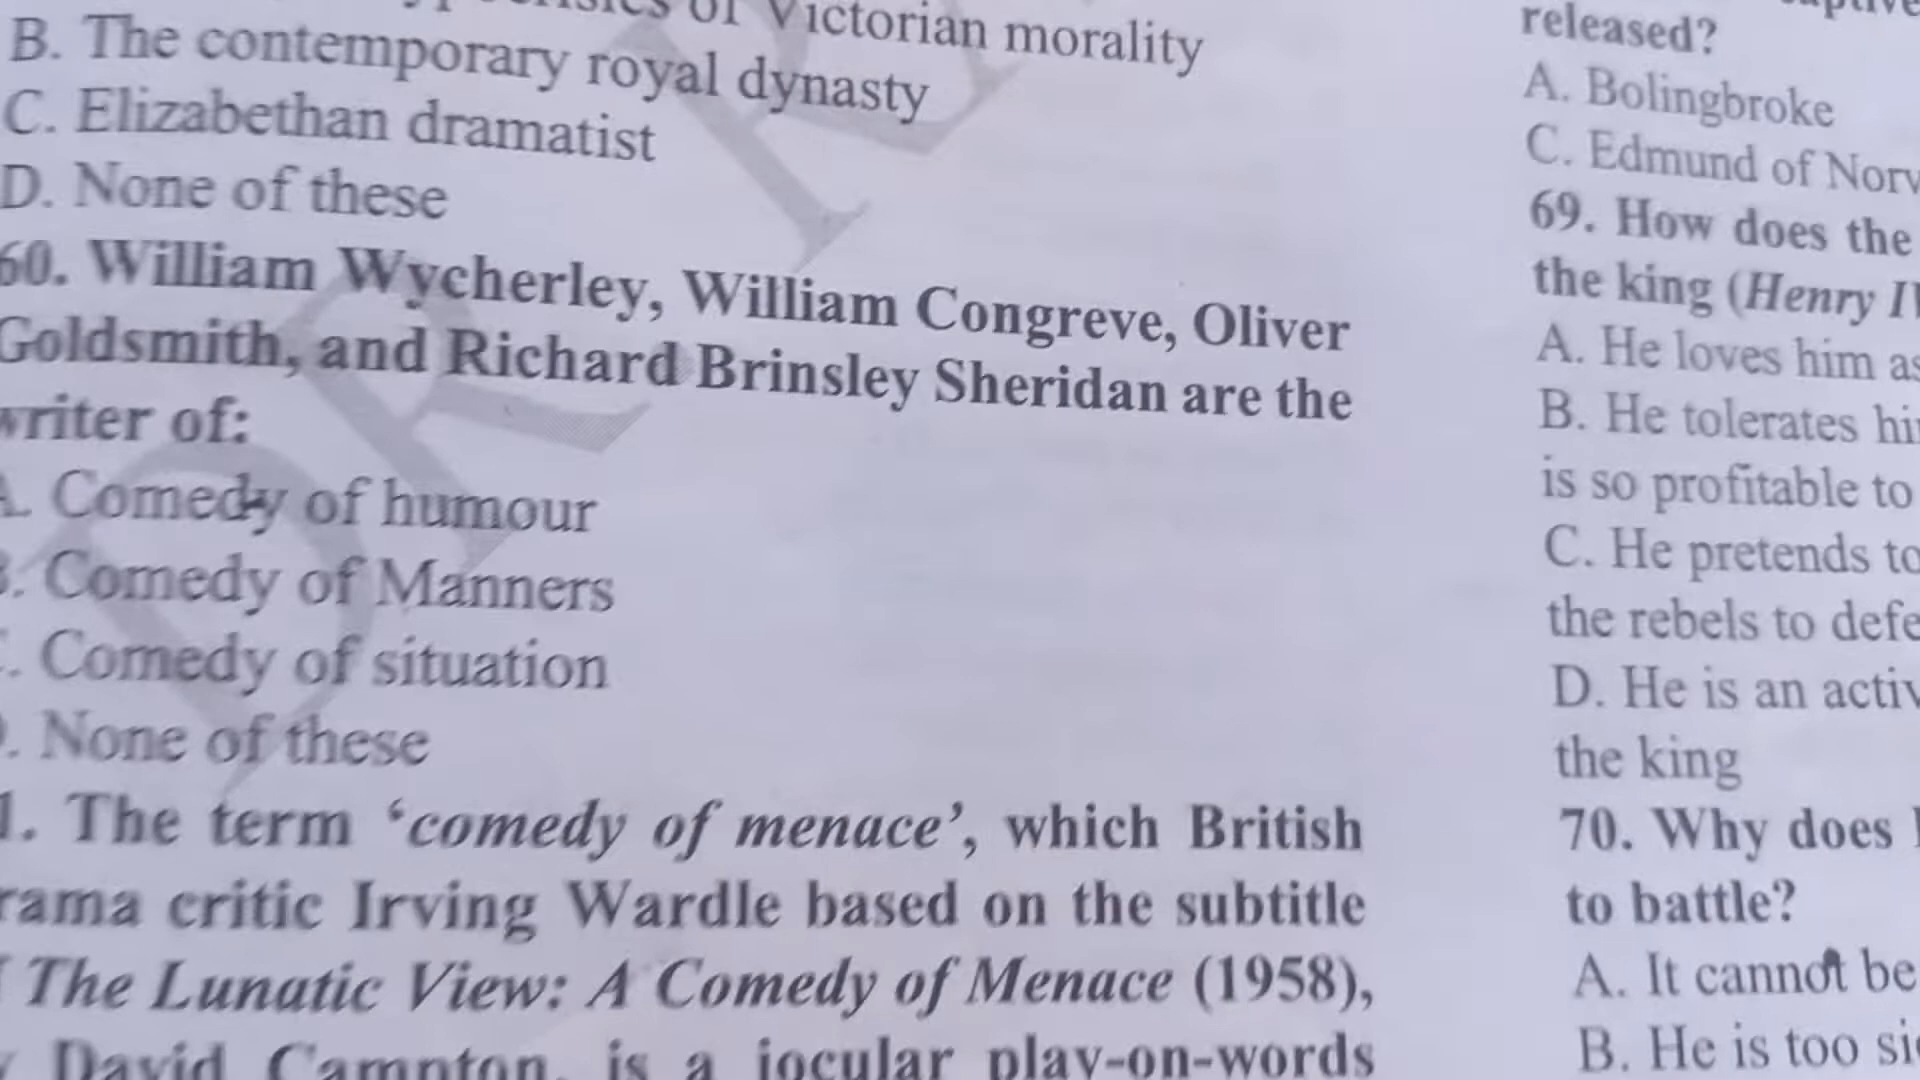 of Victorian morality
B. The contemporary royal dynasty
C. Elizabethan dramatist
D. None of these
60. William Wycherley, William Congreve, Oliver
Goldsmith, and Richard Brinsley Sheridan are the
writer of:
A. Comedy of humour
B. Comedy of Manners
C. Comedy of situation
. None of these
1. The term ‘comedy of menace’, which British
rama critic Irving Wardle based on the subtitle
The Lunatic View: A Comedy of Menace (1958),
David Campton, is a jocular play-on-words
released?
A. Bolingbroke
C. Edmund of
69. How does the
the king (Henry
A. He loves him as
B. He tolerates
is so profitable to
C. He pretends to
the rebels to
D. He is an
the king
70. Why does
to battle?
A. It cannot be
B. He is too